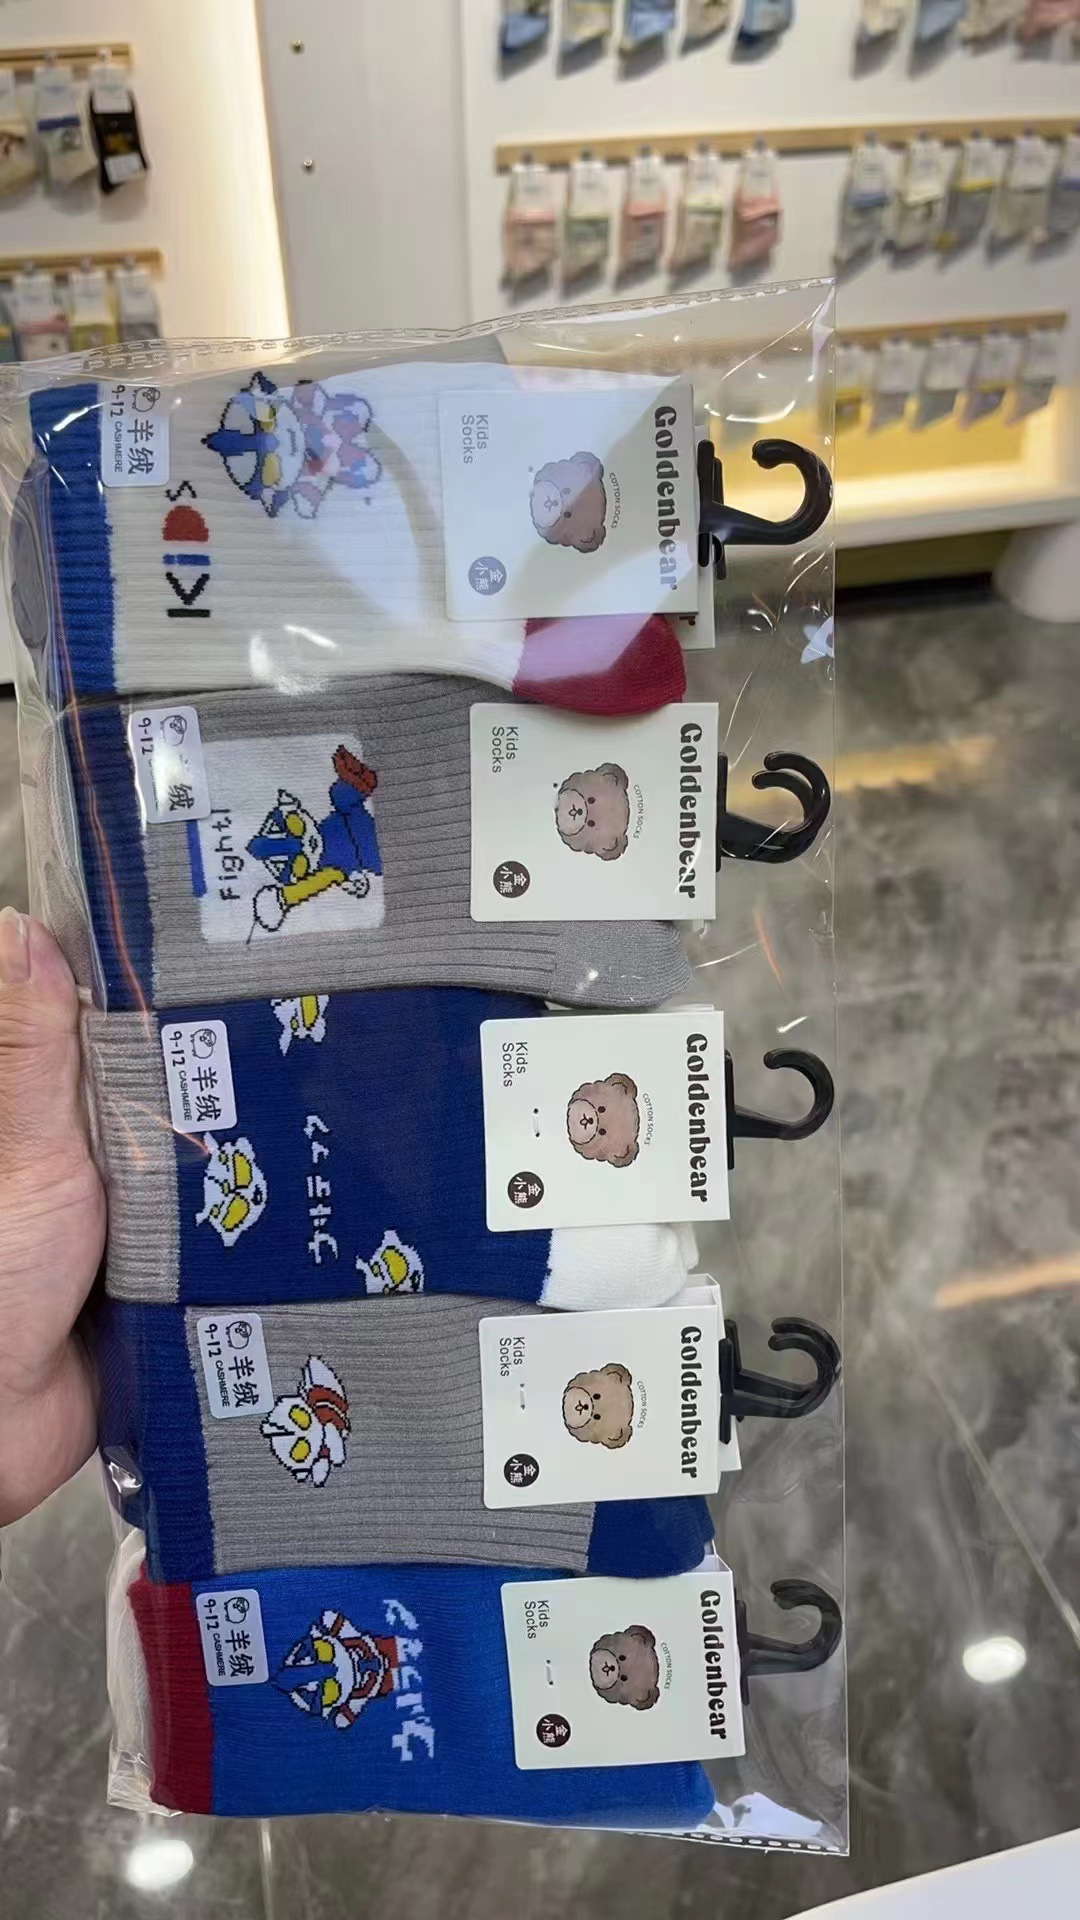 Goldenbear
COTTON SOCKS
Kids
Socks
金
小熊
羊绒
9-12 CASHMERE
KIDS
Goldenbear
COTTON SOCKS
Kids
Socks
金
小熊
绒
9-12
Fight!
Goldenbear
COTTON SOCKS
Kids
Socks
金
小熊
羊绒
9-12 CASHMERE
Goldenbear
COTTON SOCKS
Kids
Socks
金
小熊
羊绒
9-12 CASHMERE
Goldenbear
COTTON SOCKS
Kids
Socks
金
小熊
羊绒
9-12 CASHMERE